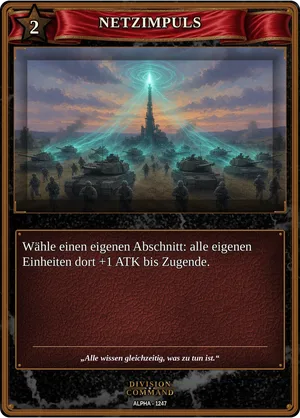 2
NETZIMPULS
Wähle einen eigenen Abschnitt: alle eigenen
Einheiten dort +1 ATK bis Zugende.
„Alle wissen gleichzeitig, was zu tun ist.“
DIVISION
COMMAND
ALPHA - 1247